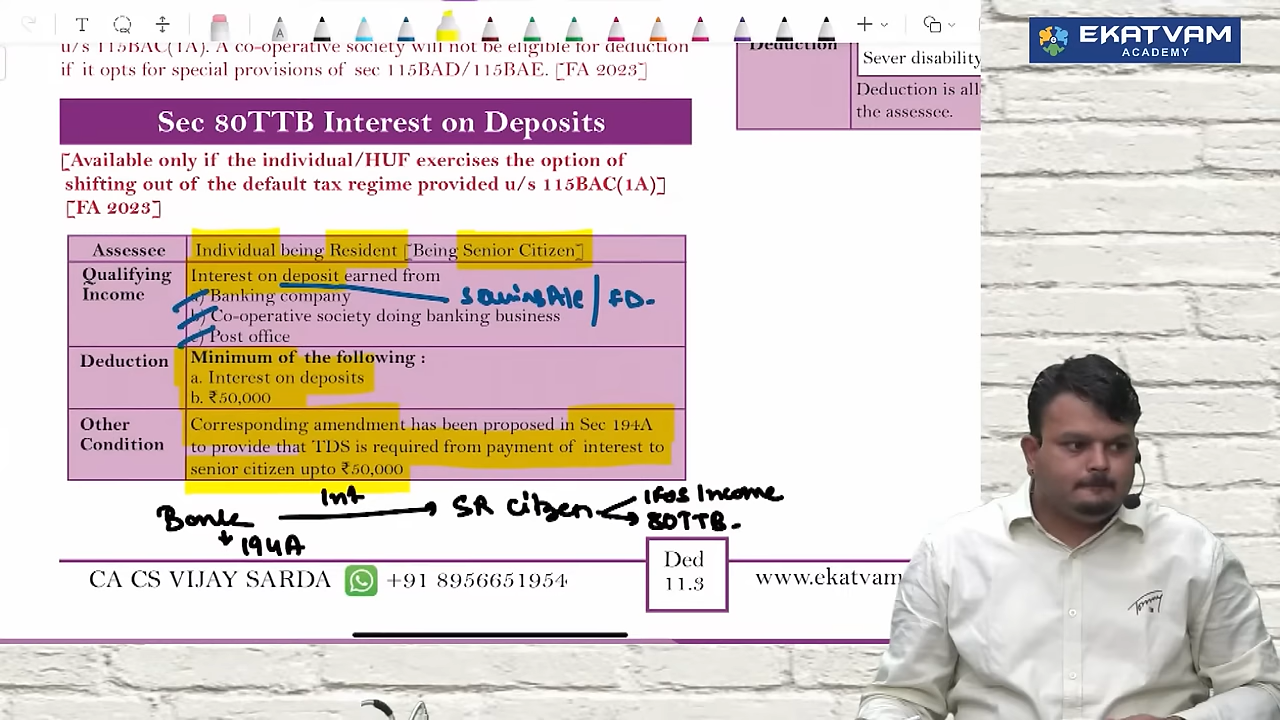 EKATVAM
ACADEMY
T
A
u/s 115BAC(1A). A co-operative society will not be eligible for deduction
if it opts for special provisions of sec 115BAD/115BAE. [FA 2023]
Deduction
Sever disability
Deduction is all
the assessee.
Sec 80TTB Interest on Deposits
[Available only if the individual/HUF exercises the option of
shifting out of the default tax regime provided u/s 115BAC(1A)]
[FA 2023]
Assessee Individual being Resident [Being Senior Citizen]
Qualifying Income Interest on deposit earned from
a) Banking company
Saving A/c | FD.
b) Co-operative society doing banking business
c) Post office
Deduction Minimum of the following :
a. Interest on deposits
b. ₹50,000
Other Condition Corresponding amendment has been proposed in Sec 194A
to provide that TDS is required from payment of interest to
senior citizen upto ₹50,000
Bank Int SR Citizen IFOS Income
80TTB.
194A
CA CS VIJAY SARDA +91 8956651954
Ded
11.3
www.ekatvam
Tommy